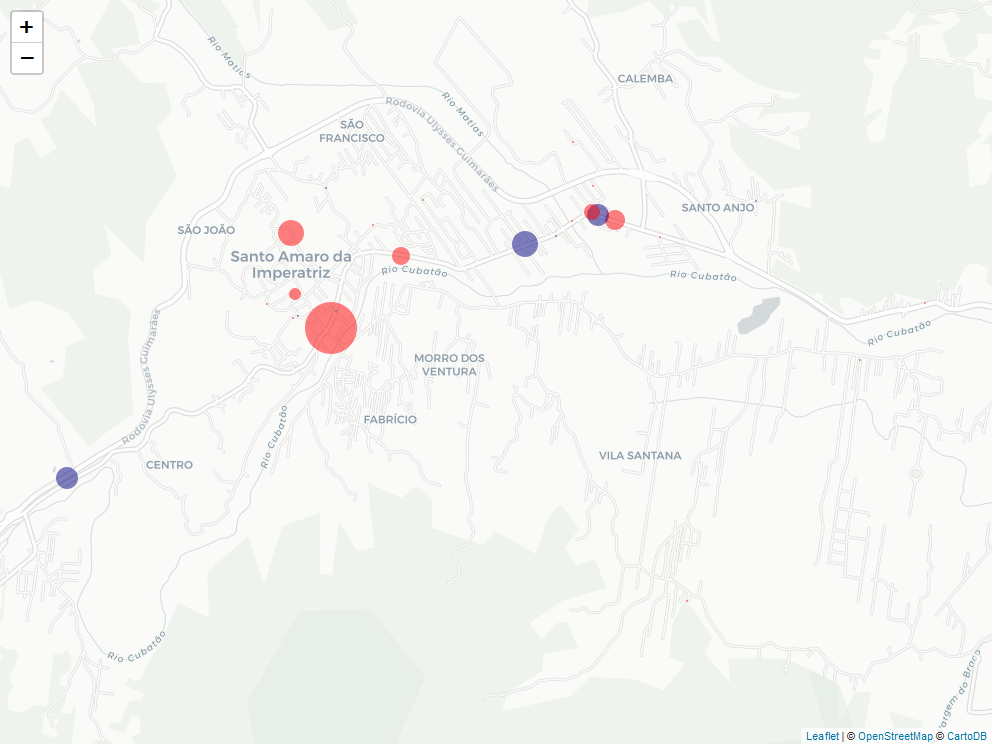 +
−
Rio Matias
CALEMBA
Rio Matias
Rodovia Ulysses Guimarães
SÃO
FRANCISCO
SANTO ANJO
SÃO JOÃO
Santo Amaro da
Imperatriz
Rio Cubatão
Rio Cubatão
Rio Cubatão
Rodovia Ulysses Guimarães
MORRO DOS
VENTURA
FABRÍCIO
Rio Cubatão
VILA SANTANA
CENTRO
Rio Cubatão
Vargem do Braço
Leaflet | © OpenStreetMap © CartoDB